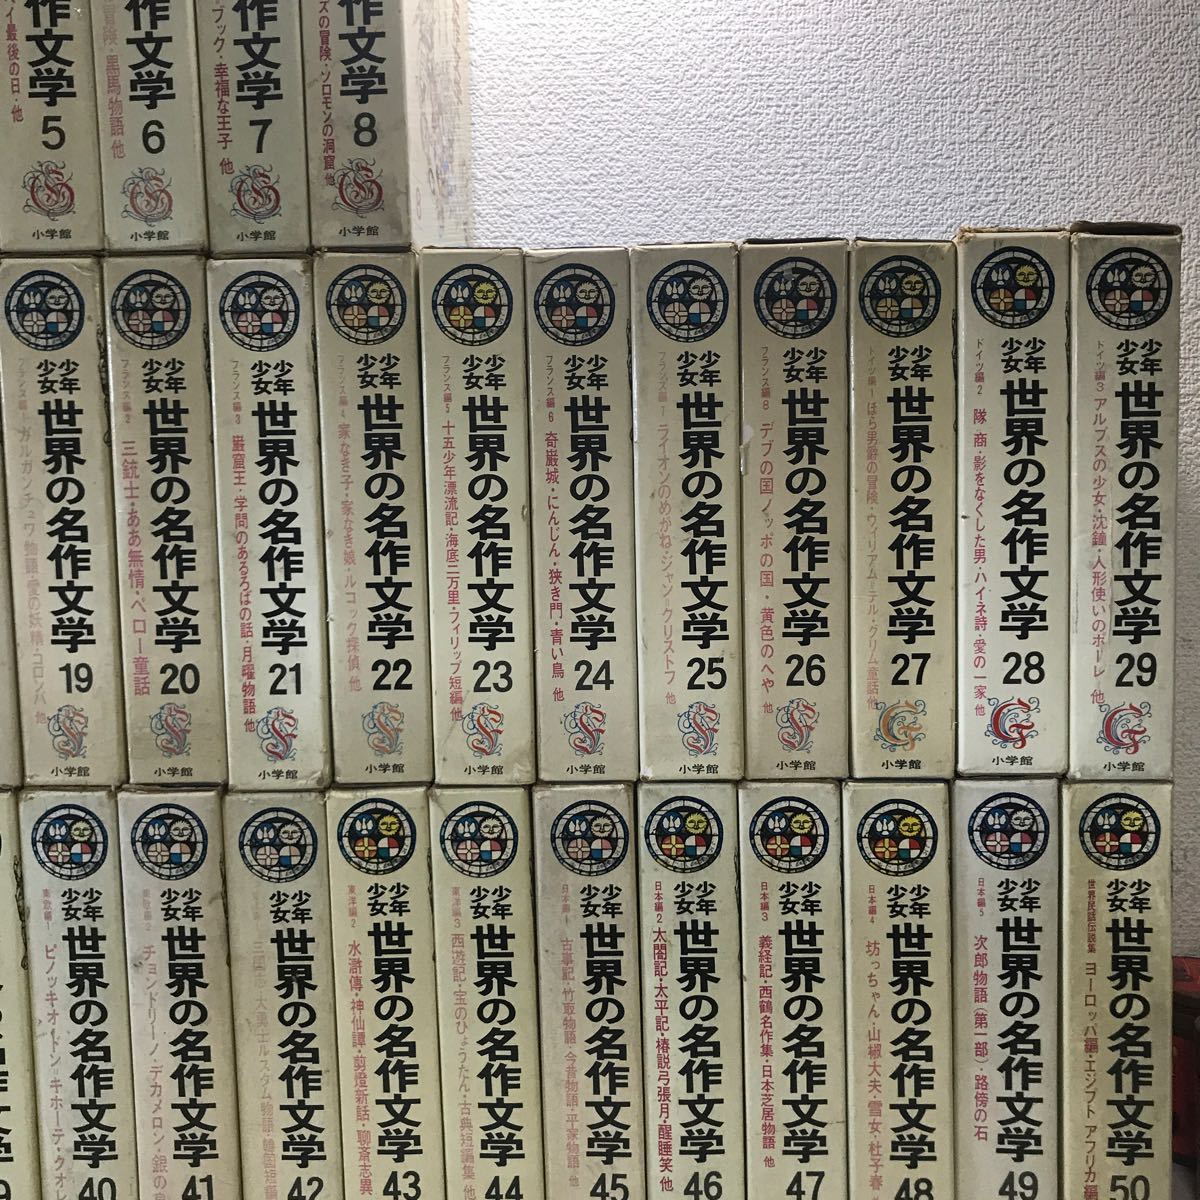 作文学
5
イ最後の日・他
小学館
作文学
6
冒険・黒馬物語 他
小学館
作文学
7
ブック・幸福な王子 他
小学館
作文学
8
ズの冒険・ソロモンの洞窟 他
小学館
少年少女
世界の名作文学
19
小学館
少年少女
世界の名作文学
20
フランス編 2
三銃士・ああ無情・ペロー童話
小学館
少年少女
世界の名作文学
21
フランス編 3
巌窟王・学問のあるろばの話・月曜物語 他
小学館
少年少女
世界の名作文学
22
フランス編 4
家なき子・家なき娘・ルコック探偵 他
小学館
少年少女
世界の名作文学
23
フランス編 5
十五少年漂流記・海底二万里・フィリップ短編 他
小学館
少年少女
世界の名作文学
24
フランス編 6
奇巌城・にんじん・狭き門・青い鳥 他
小学館
少年少女
世界の名作文学
25
フランス編 7
ライオンのめがね・ジャン・クリストフ 他
小学館
少年少女
世界の名作文学
26
フランス編 8
デブの国ノッポの国・黄色のへや 他
小学館
少年少女
世界の名作文学
27
ドイツ編 1
ほら男爵の冒険・ウィリアム=テル・グリム童話 他
小学館
少年少女
世界の名作文学
28
ドイツ編 2
隊・商・影をなくした男・ハイネ詩・愛の一家 他
小学館
少年少女
世界の名作文学
29
ドイツ編 3
アルプスの少女・沈鐘・人形使いのポーレ 他
小学館
少年少女
世界の名作文学
40
南欧編 1
ピノッキオ・ドン=キホーテ・クオレ
少年少女
世界の名作文学
41
南欧編 2
チョンドリーノ・デカメロン・銀の
少年少女
世界の名作文学
42
少年少女
世界の名作文学
43
東洋編 2
水滸傳・神仙譚・剪燈新話・聊斎志異
少年少女
世界の名作文学
44
東洋編 3
西遊記・宝のひょうたん・古典短編集 他
少年少女
世界の名作文学
45
日本編 1
古事記・竹取物語・今昔物語・平家物語・
少年少女
世界の名作文学
46
日本編 2
太閤記・太平記・椿説弓張月・醒睡笑 他
少年少女
世界の名作文学
47
日本編 3
義経記・西鶴名作集・日本芝居物語 他
少年少女
世界の名作文学
48
日本編 4
坊っちゃん・山椒大夫・雪女・杜子春
少年少女
世界の名作文学
49
日本編 5
次郎物語(第一部)・路傍の石
少年少女
世界の名作文学
50
世界民話伝説集
ヨーロッパ編・エジプト アフリカ編